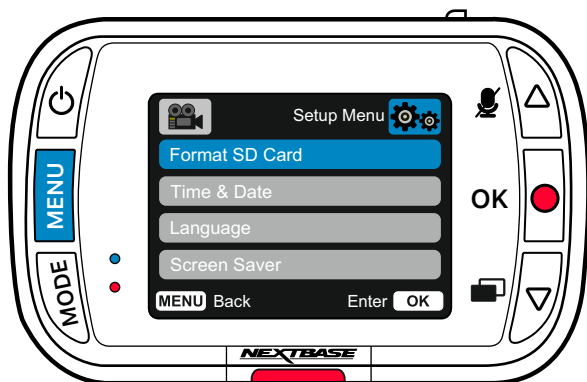 Setup Menu
MENU
Format SD Card
Time & Date
Language
OK
Screen Saver
MODE
MENU Back Enter OK
NEXTBASE